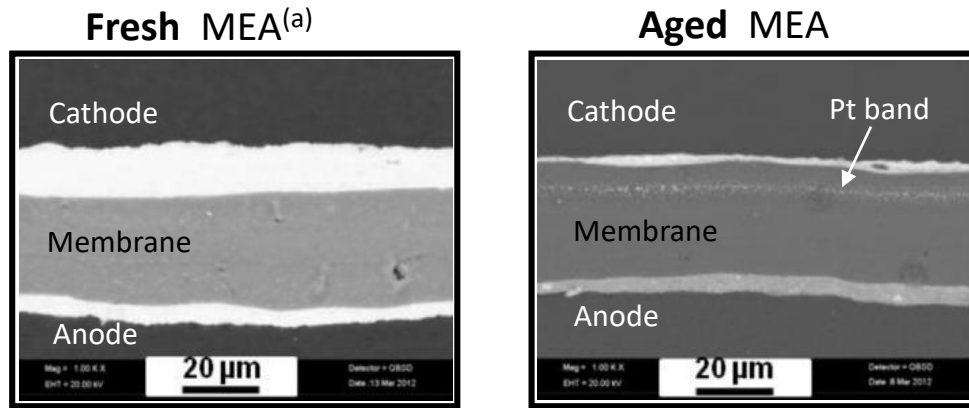 Fresh MEA(a)
Cathode
Membrane
Anode
Mag = 1.00 K X
EHT = 20.00 kV
20 µm
Detector = QBSD
Date :13 Mar 2012
Aged MEA
Cathode
Pt band
Membrane
Anode
Mag = 1.00 K X
EHT = 20.00 kV
20 µm
Detector = QBSD
Date :8 Mar 2012